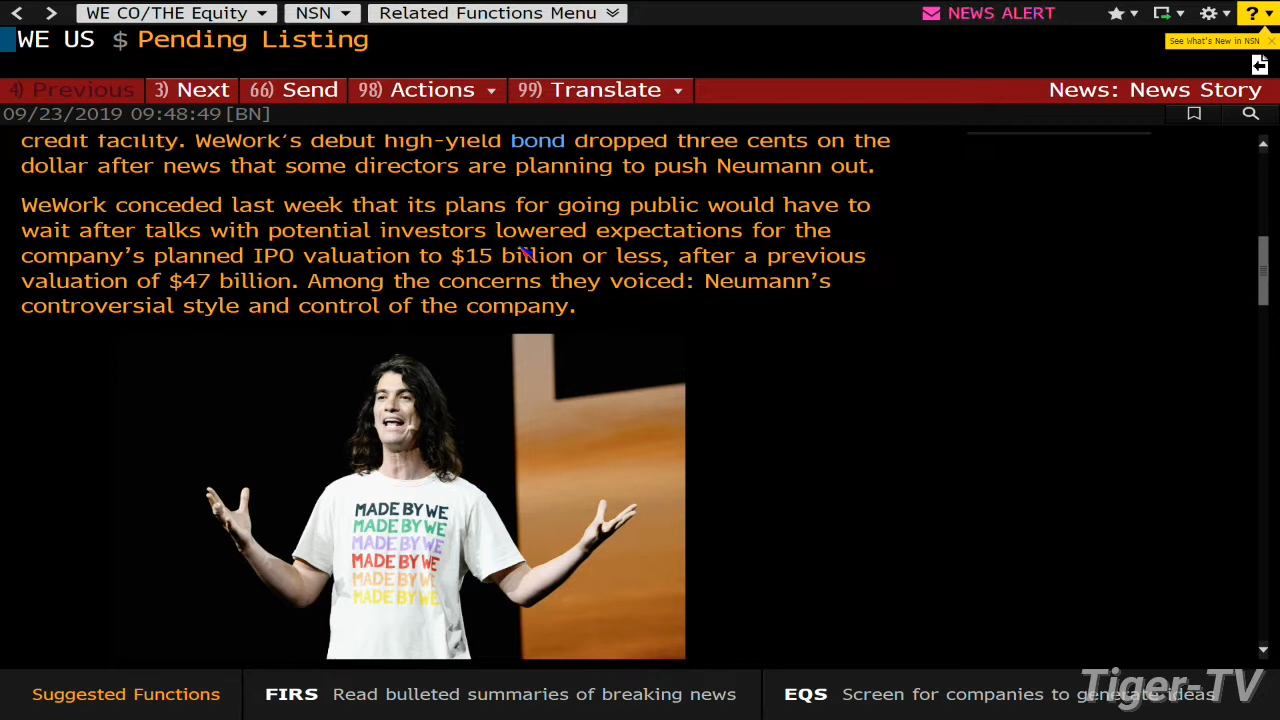 WE CO/THE Equity NSN Related Functions Menu NEWS ALERT ?
WE US $ Pending Listing
See What's New in NSN
4) Previous 3) Next 66) Send 98) Actions 99) Translate News: News Story
09/23/2019 09:48:49 [BN]
credit facility. WeWork's debut high-yield bond dropped three cents on the
dollar after news that some directors are planning to push Neumann out.
WeWork conceded last week that its plans for going public would have to
wait after talks with potential investors lowered expectations for the
company's planned IPO valuation to $15 billion or less, after a previous
valuation of $47 billion. Among the concerns they voiced: Neumann's
controversial style and control of the company.
MADE BY WE
MADE BY WE
MADE BY WE
MADE BY WE
MADE BY WE
MADE BY WE
Suggested Functions FIRS Read bulleted summaries of breaking news EQS Screen for companies to generate ideas
Tiger-TV